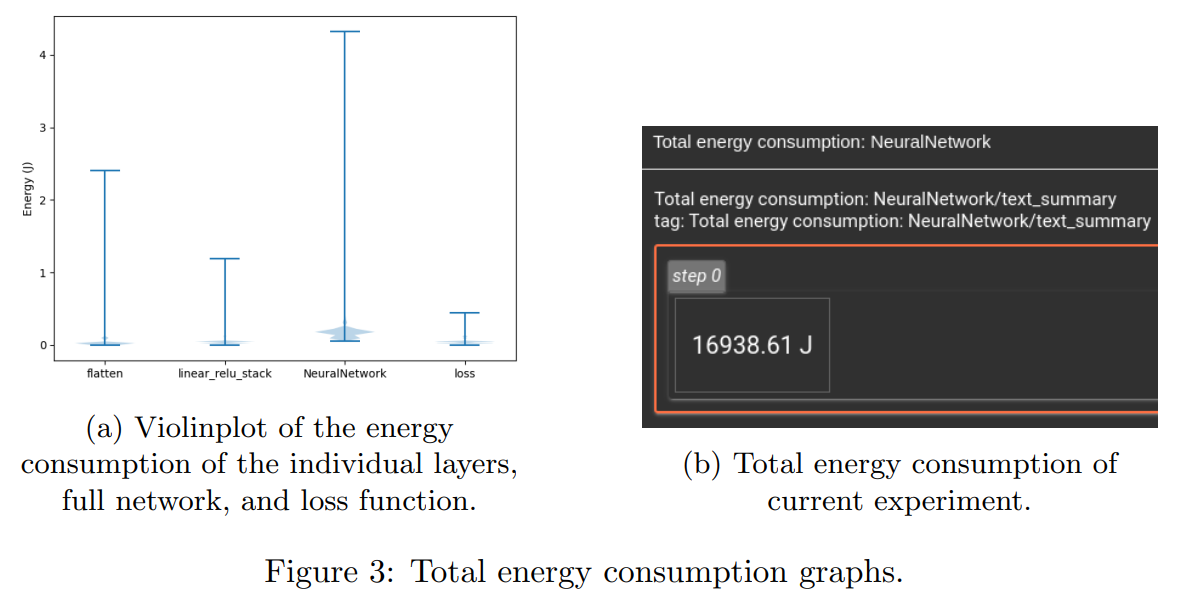 4
3
2
1
0
Energy (J)
flatten
linear_relu_stack
NeuralNetwork
loss
(a) Violinplot of the energy
consumption of the individual layers,
full network, and loss function.
Total energy consumption: NeuralNetwork
Total energy consumption: NeuralNetwork/text_summary
tag: Total energy consumption: NeuralNetwork/text_summary
step 0
16938.61 J
(b) Total energy consumption of
current experiment.
Figure 3: Total energy consumption graphs.